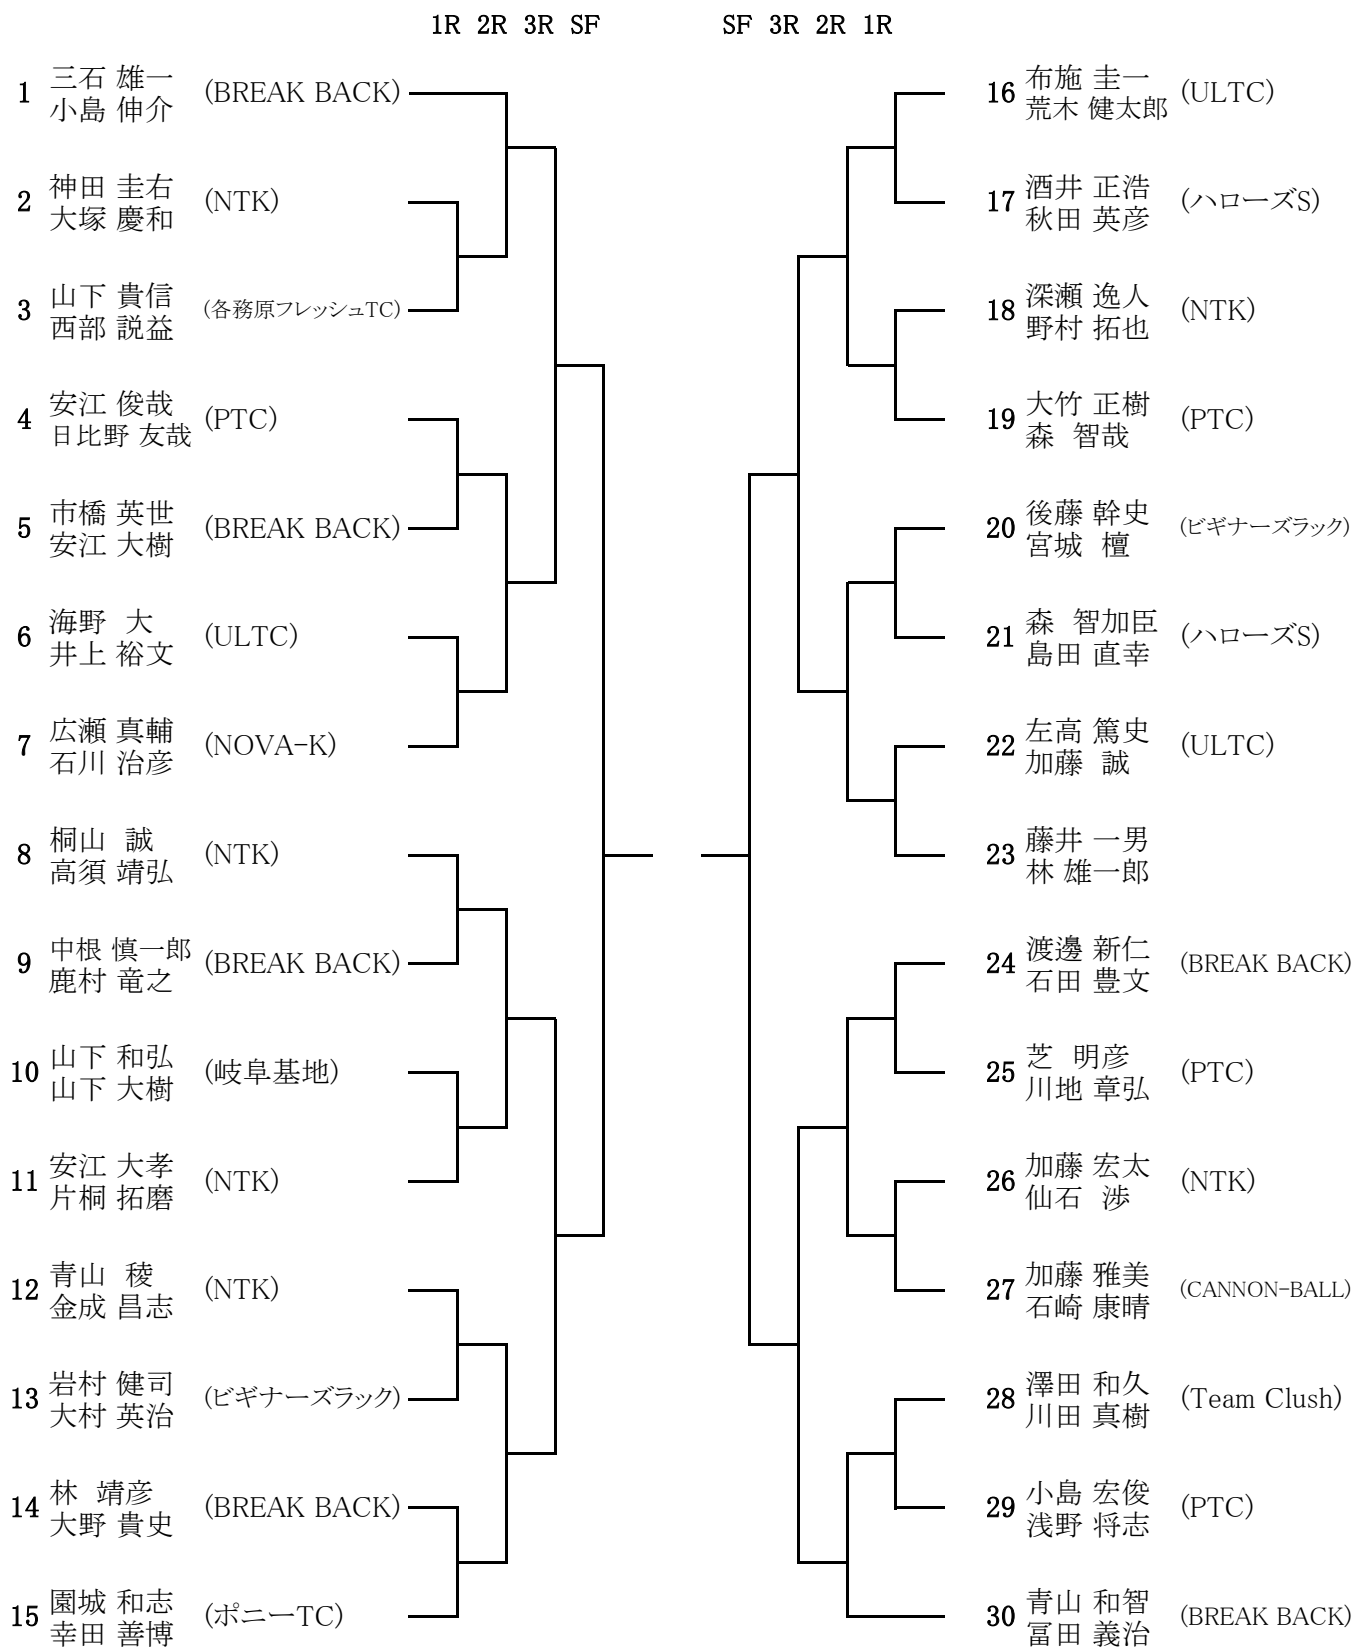 1R 2R 3R SF
SF 3R 2R 1R
1 三石 雄一 (BREAK BACK)
小島 伸介
2 神田 圭右 (NTK)
大塚 慶和
3 山下 貴信 (各務原フレッシュTC)
西部 説益
4 安江 俊哉 (PTC)
日比野 友哉
5 市橋 英世 (BREAK BACK)
安江 大樹
6 海野 大 (ULTC)
井上 裕文
7 広瀬 真輔 (NOVA-K)
石川 治彦
8 桐山 誠 (NTK)
高須 靖弘
9 中根 慎一郎 (BREAK BACK)
鹿村 竜之
10 山下 和弘 (岐阜基地)
山下 大樹
11 安江 大孝 (NTK)
片桐 拓磨
12 青山 稜 (NTK)
金成 昌志
13 岩村 健司 (ビギナーズラック)
大村 英治
14 林 靖彦 (BREAK BACK)
大野 貴史
15 園城 和志 (ポニーTC)
幸田 善博
16 布施 圭一 (ULTC)
荒木 健太郎
17 酒井 正浩 (ハローズS)
秋田 英彦
18 深瀬 逸人 (NTK)
野村 拓也
19 大竹 正樹 (PTC)
森 智哉
20 後藤 幹史 (ビギナーズラック)
宮城 檀
21 森 智加臣 (ハローズS)
島田 直幸
22 左高 篤史 (ULTC)
加藤 誠
23 藤井 一男
林 雄一郎
24 渡邊 新仁 (BREAK BACK)
石田 豊文
25 芝 明彦 (PTC)
川地 章弘
26 加藤 宏太 (NTK)
仙石 渉
27 加藤 雅美 (CANNON-BALL)
石崎 康晴
28 澤田 和久 (Team Clush)
川田 真樹
29 小島 宏俊 (PTC)
浅野 将志
30 青山 和智 (BREAK BACK)
冨田 義治